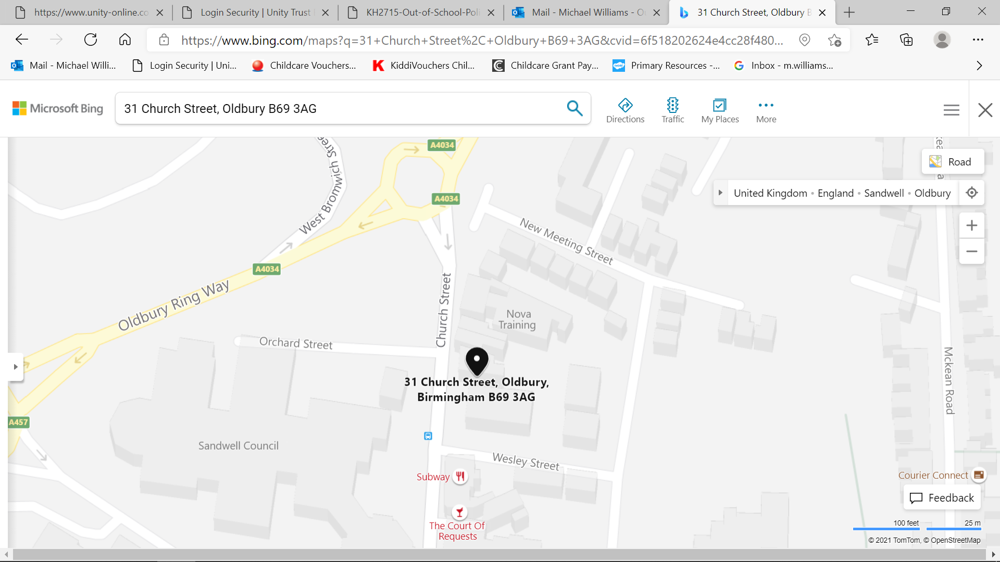 https://www.unity-online.co
Login Security | Unity Trust
KH2715-Out-of-School-Poli
Mail - Michael Williams - Ou
31 Church Street, Oldbury B
https://www.bing.com/maps?q=31+Church+Street%2C+Oldbury+B69+3AG&cvid=6f518202624e4cc28f480...
Mail - Michael Willi...
Login Security | Uni...
Childcare Vouchers...
KiddiVouchers Chil...
Childcare Grant Pay...
Primary Resources -...
Inbox - m.williams...
Microsoft Bing
31 Church Street, Oldbury B69 3AG
Directions
Traffic
My Places
More
A4034
Road
West Bromwich Street
United Kingdom • England • Sandwell • Oldbury
A4034
New Meeting Street
A4034
Oldbury Ring Way
Church Street
Nova
Training
Orchard Street
31 Church Street, Oldbury,
Birmingham B69 3AG
Mckean Road
A457
Sandwell Council
Wesley Street
Subway
Courier Connect
Feedback
The Court Of
Requests
100 feet
25 m
© 2021 TomTom, © OpenStreetMap